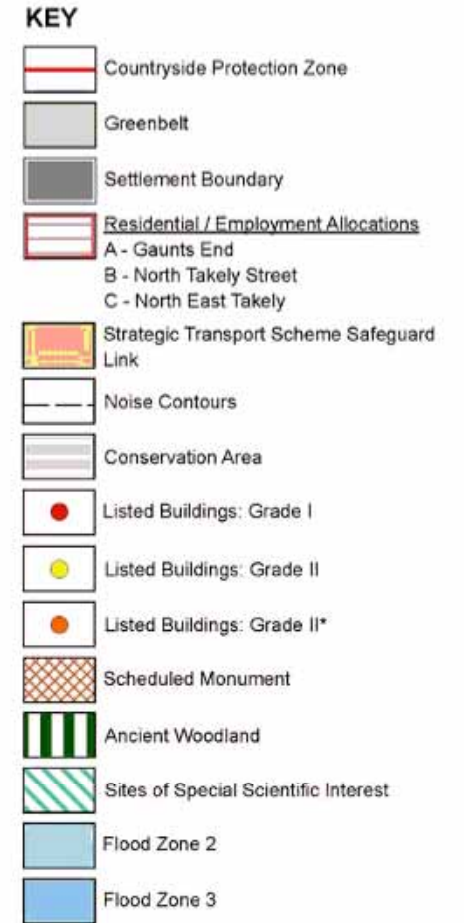 KEY
Countryside Protection Zone
Greenbelt
Settlement Boundary
Residential / Employment Allocations
A - Gaunts End
B - North Takely Street
C - North East Takely
Strategic Transport Scheme Safeguard
Link
Noise Contours
Conservation Area
Listed Buildings: Grade I
Listed Buildings: Grade II
Listed Buildings: Grade II*
Scheduled Monument
Ancient Woodland
Sites of Special Scientific Interest
Flood Zone 2
Flood Zone 3